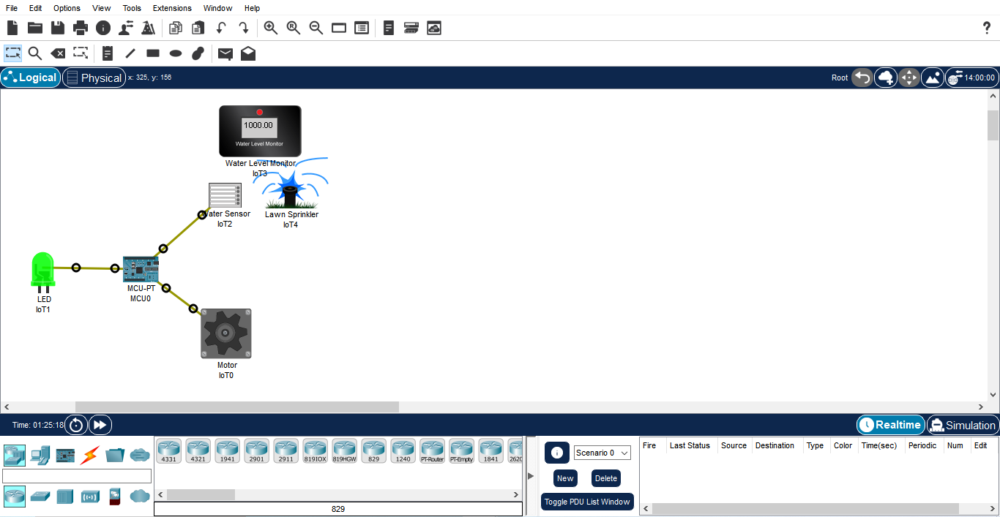 File Edit Options View Tools Extensions Window Help
?
Logical Physical x: 325, y: 156 Root 14:00:00
1000.00
Water Level Monitor
Water Level Monitor
IoT3
Water Sensor
IoT2
Lawn Sprinkler
IoT4
MCU-PT
MCU0
LED
IoT1
Motor
IoT0
Time: 01:25:18 Realtime Simulation
4331 4321 1941 2901 2911 819IOX 819HGW 829 1240 PT-Router PT-Empty 1841 2620
829
Scenario 0
New Delete
Toggle PDU List Window
Fire Last Status Source Destination Type Color Time(sec) Periodic Num Edit